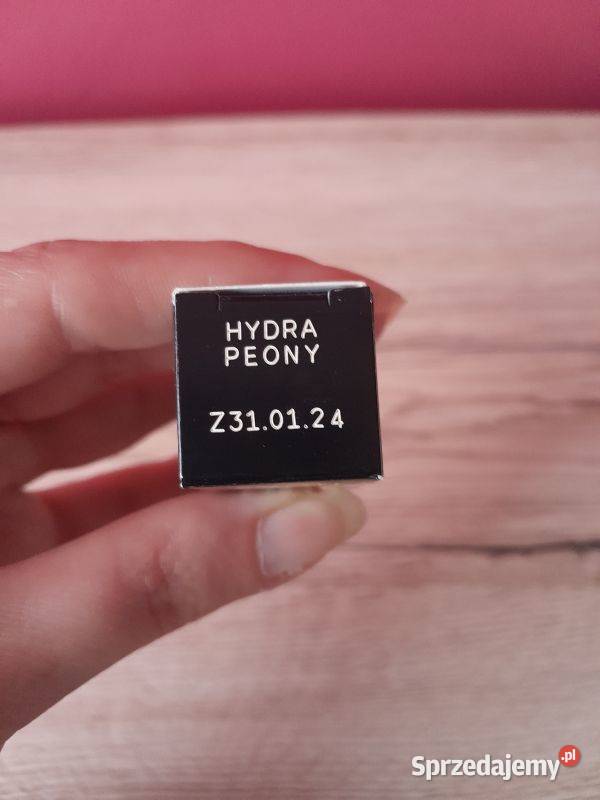 HYDRA
PEONY
Z31.01.24
Sprzedajemy.pl